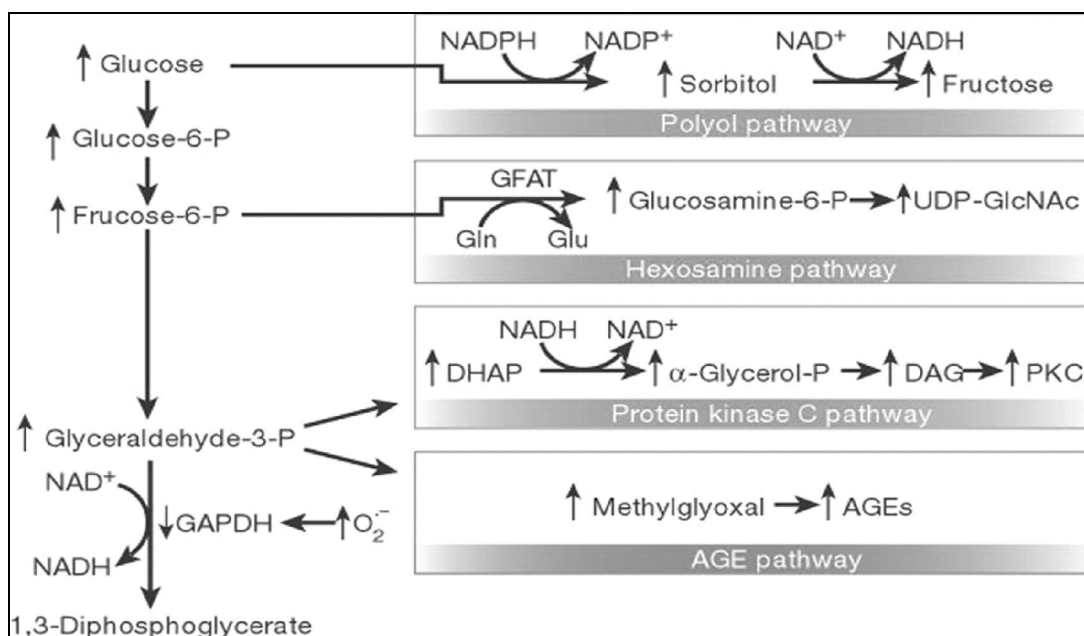 ↑ Glucose
↑ Glucose-6-P
↑ Frucose-6-P
↑ Glyceraldehyde-3-P
NAD⁺
↓GAPDH ← ↑O₂·⁻
NADH
1,3-Diphosphoglycerate
NADPH NADP⁺ NAD⁺ NADH
↑ Sorbitol ↑ Fructose
Polyol pathway
GFAT
↑ Glucosamine-6-P → ↑UDP-GlcNAc
Gln Glu
Hexosamine pathway
NADH NAD⁺
↑ DHAP → ↑ α-Glycerol-P → ↑ DAG → ↑ PKC
Protein kinase C pathway
↑ Methylglyoxal → ↑ AGEs
AGE pathway